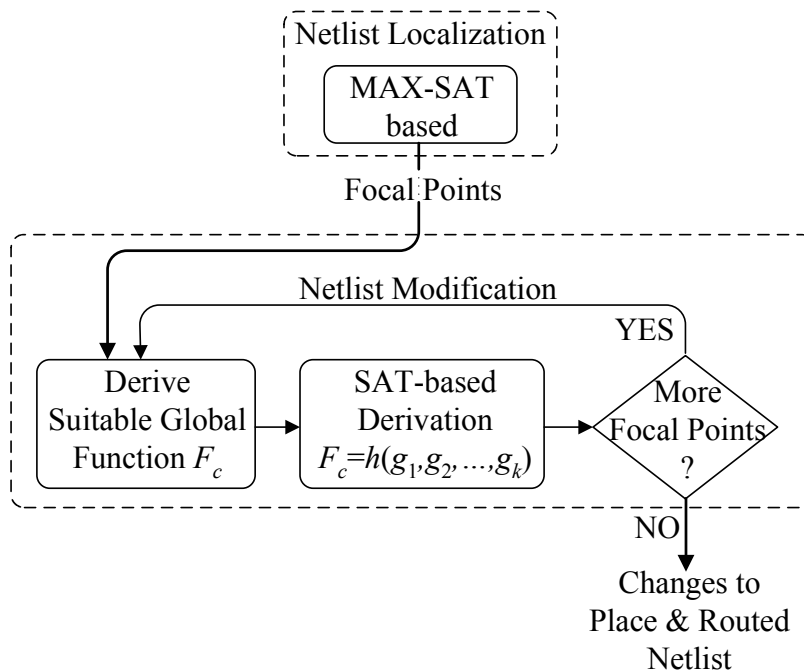 Netlist Localization
MAX-SAT
based
Focal Points
Netlist Modification
YES
Derive
Suitable Global
Function F_c
SAT-based
Derivation
F_c=h(g_1,g_2,...,g_k)
More
Focal Points
?
NO
Changes to
Place & Routed
Netlist